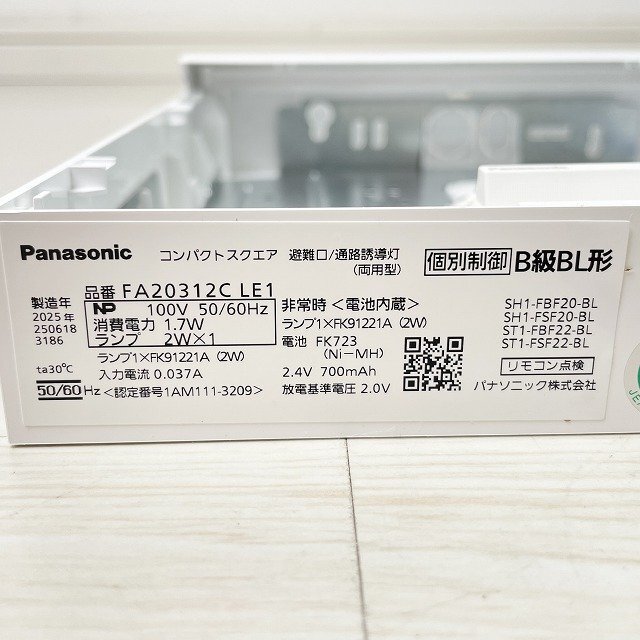 Panasonic コンパクトスクエア 避難口/通路誘導灯 (両用型) 個別制御 B級BL形
品番 FA20312C LE1
製造年
2025年
250618
3186
NP 100V 50/60Hz
消費電力 1.7W
ランプ 2W×1
ランプ1×FK91221A (2W)
ta30℃
入力電流 0.037A
50/60Hz <認定番号1AM111-3209>
非常時<電池内蔵>
ランプ1×FK91221A (2W)
電池 FK723
(Ni-MH)
2.4V 700mAh
放電基準電圧 2.0V
SH1-FBF20-BL
SH1-FSF20-BL
ST1-FBF22-BL
ST1-FSF22-BL
リモコン点検
パナソニック株式会社